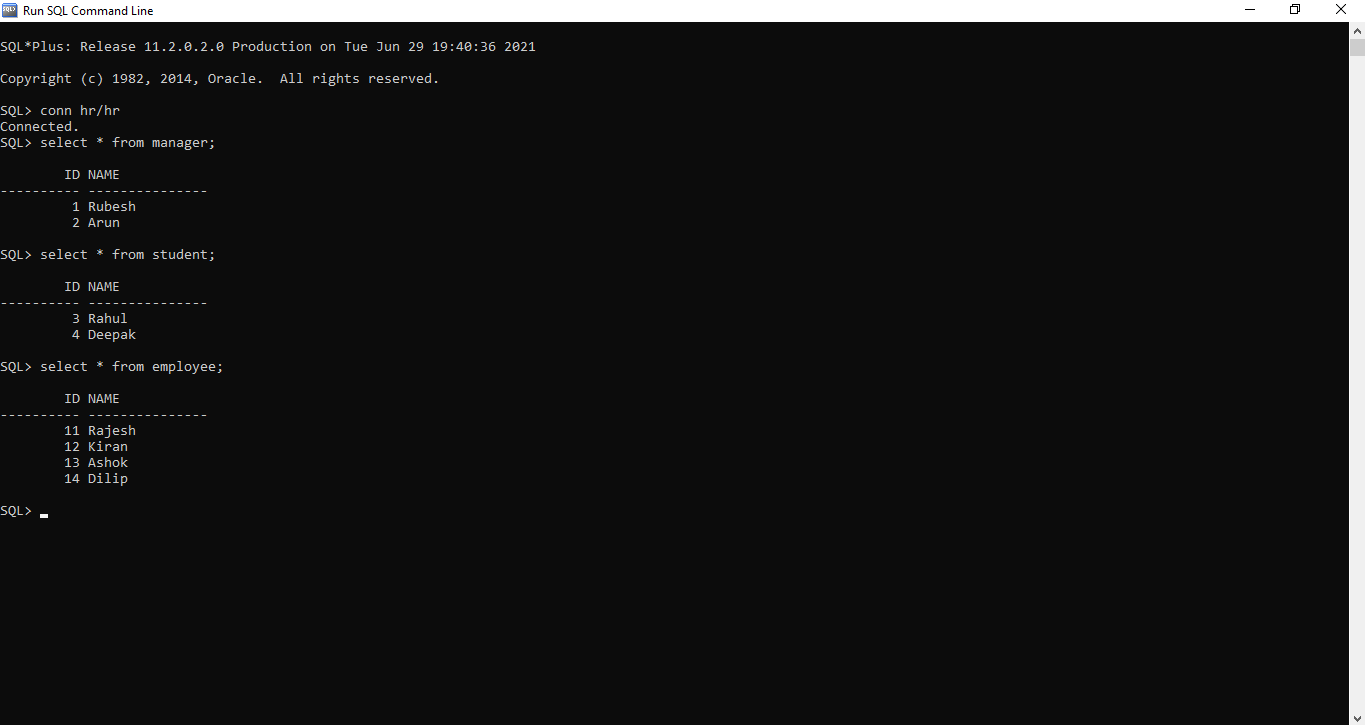 Run SQL Command Line
SQL*Plus: Release 11.2.0.2.0 Production on Tue Jun 29 19:40:36 2021
Copyright (c) 1982, 2014, Oracle.  All rights reserved.
SQL> conn hr/hr
Connected.
SQL> select * from manager;
        ID NAME
---------- ---------------
         1 Rubesh
         2 Arun
SQL> select * from student;
        ID NAME
---------- ---------------
         3 Rahul
         4 Deepak
SQL> select * from employee;
        ID NAME
---------- ---------------
        11 Rajesh
        12 Kiran
        13 Ashok
        14 Dilip
SQL>